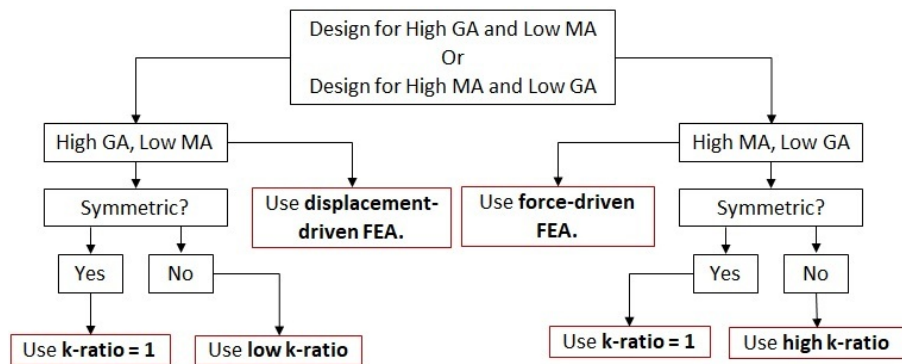 Design for High GA and Low MA
Or
Design for High MA and Low GA
High GA, Low MA
High MA, Low GA
Use displacement-
driven FEA.
Use force-driven
FEA.
Symmetric?
Symmetric?
Yes
No
Yes
No
Use k-ratio = 1
Use low k-ratio
Use k-ratio = 1
Use high k-ratio